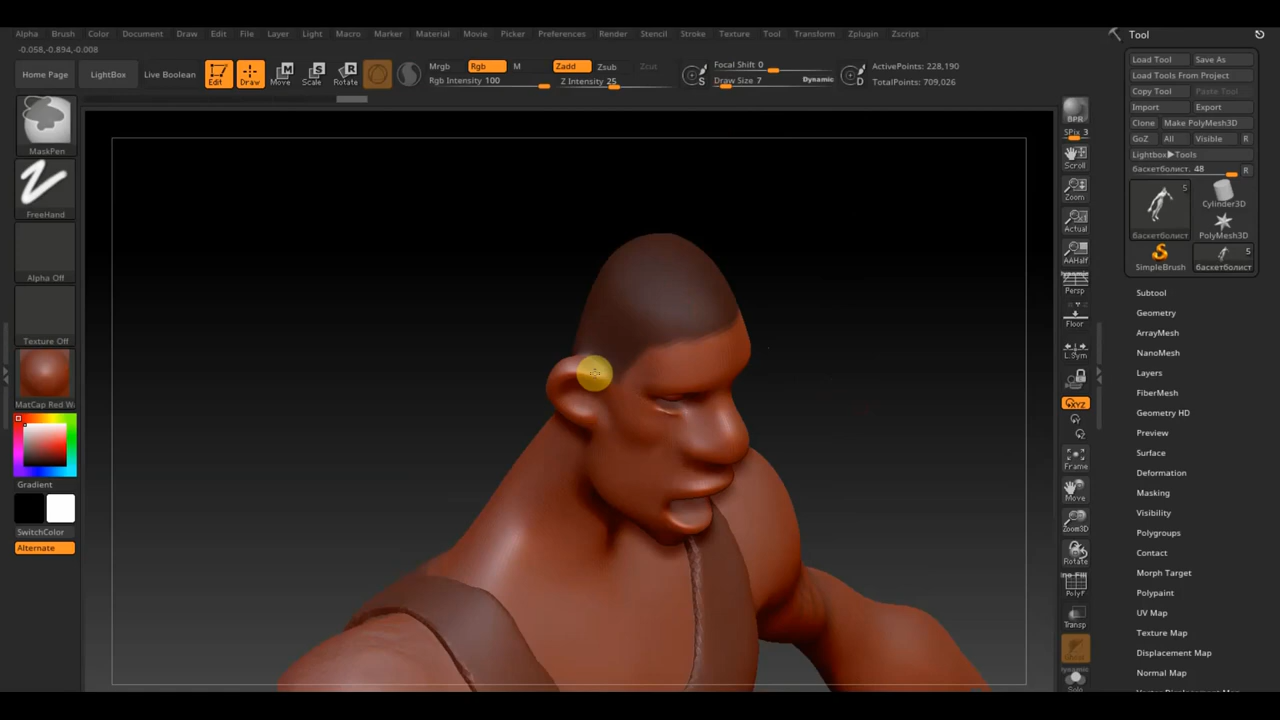 Alpha Brush Color Document Draw Edit File Layer Light Macro Marker Material Movie Picker Preferences Render Stencil Stroke Texture Tool Transform Zplugin Zscript
-0.058,-0.894,-0.008
Home Page
LightBox
Live Boolean
Edit
Draw
Move
Scale
Rotate
Mrgb Rgb M
Rgb Intensity 100
Zadd Zsub Zcut
Z Intensity 25
S
Focal Shift 0
Draw Size 7 Dynamic
D
ActivePoints: 228,190
TotalPoints: 709,026
MaskPen
FreeHand
Alpha Off
Texture Off
MatCap Red W
Gradient
SwitchColor
Alternate
BPR
SPix 3
Scroll
Zoom
Actual
AAHalf
Dynamic
Persp
Floor
L.Sym
XYZ
Y
Z
Frame
Move
Zoom3D
Rotate
PolyF
Transp
Dynamic
Solo
Tool
Load Tool Save As
Load Tools From Project
Copy Tool Paste Tool
Import Export
Clone Make PolyMesh3D
GoZ All Visible R
Lightbox▶Tools
баскетболист. 48 R
5
баскетболист
Cylinder3D
PolyMesh3D
SimpleBrush
5
баскетболист
Subtool
Geometry
ArrayMesh
NanoMesh
Layers
FiberMesh
Geometry HD
Preview
Surface
Deformation
Masking
Visibility
Polygroups
Contact
Morph Target
Polypaint
UV Map
Texture Map
Displacement Map
Normal Map